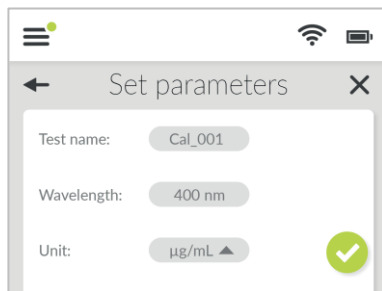 Set parameters
Test name: Cal_001
Wavelength: 400 nm
Unit: µg/mL